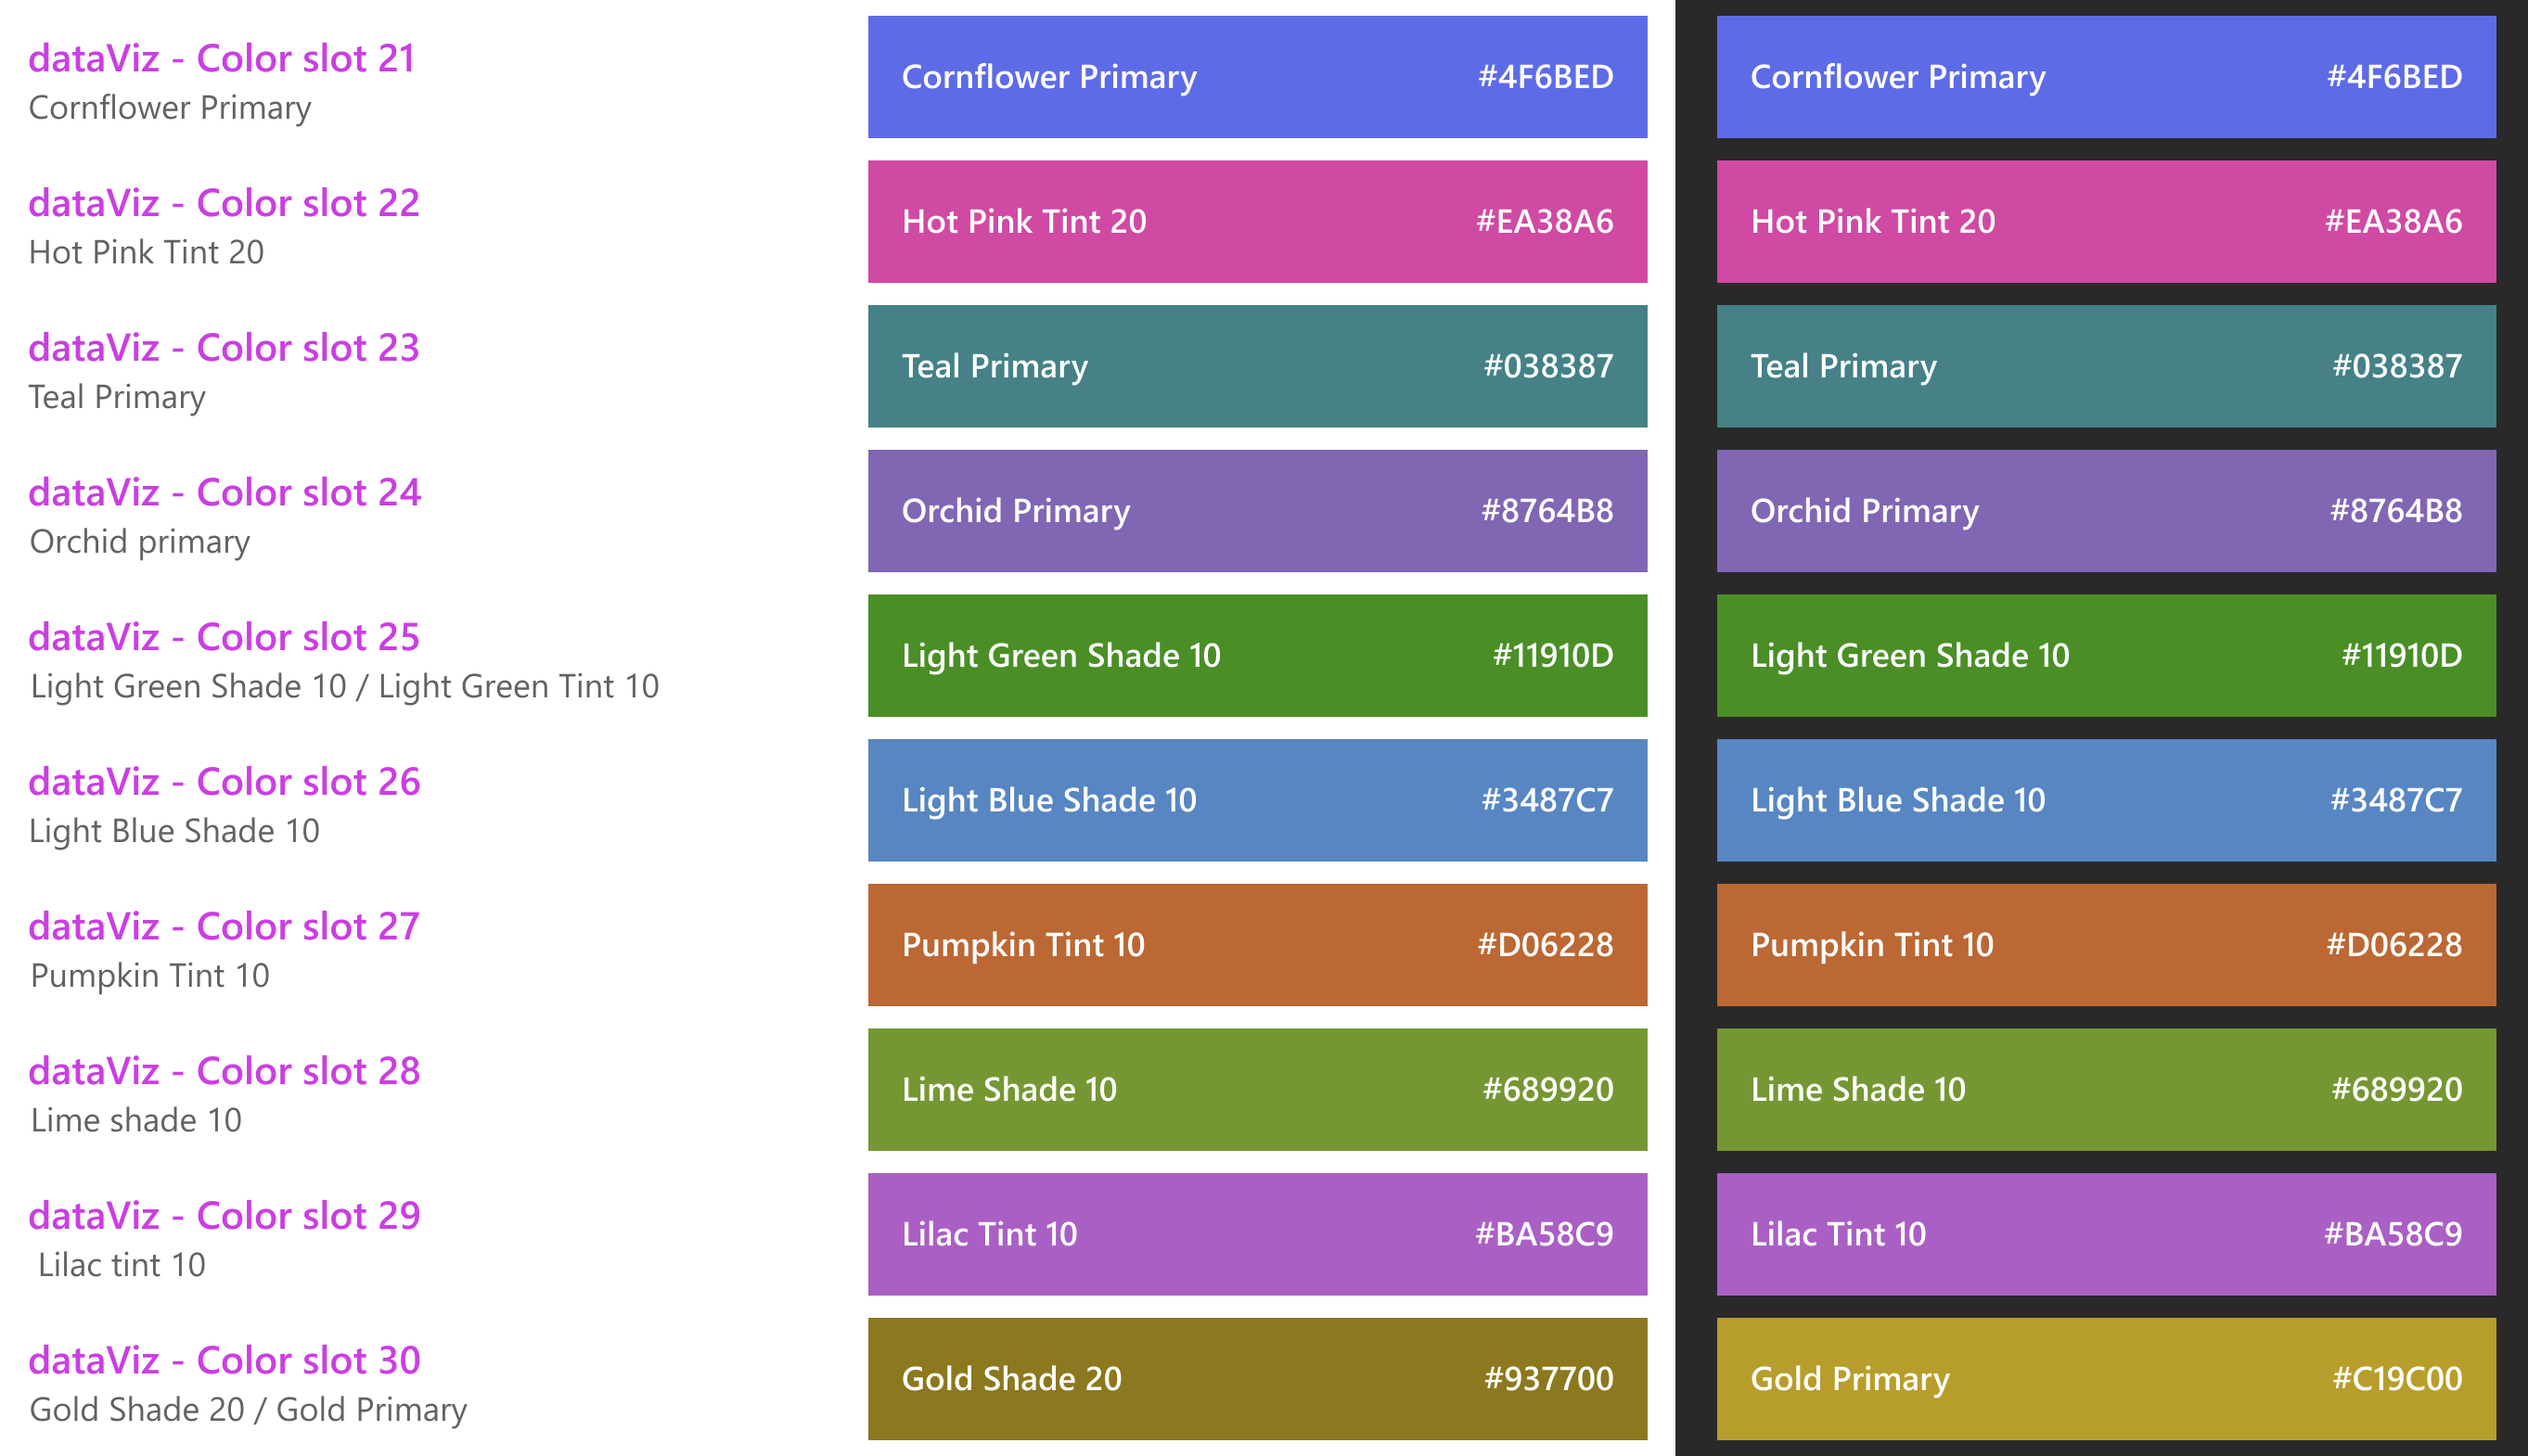 dataViz - Color slot 21
Cornflower Primary
Cornflower Primary #4F6BED
Cornflower Primary #4F6BED
dataViz - Color slot 22
Hot Pink Tint 20
Hot Pink Tint 20 #EA38A6
Hot Pink Tint 20 #EA38A6
dataViz - Color slot 23
Teal Primary
Teal Primary #038387
Teal Primary #038387
dataViz - Color slot 24
Orchid primary
Orchid Primary #8764B8
Orchid Primary #8764B8
dataViz - Color slot 25
Light Green Shade 10 / Light Green Tint 10
Light Green Shade 10 #11910D
Light Green Shade 10 #11910D
dataViz - Color slot 26
Light Blue Shade 10
Light Blue Shade 10 #3487C7
Light Blue Shade 10 #3487C7
dataViz - Color slot 27
Pumpkin Tint 10
Pumpkin Tint 10 #D06228
Pumpkin Tint 10 #D06228
dataViz - Color slot 28
Lime shade 10
Lime Shade 10 #689920
Lime Shade 10 #689920
dataViz - Color slot 29
Lilac tint 10
Lilac Tint 10 #BA58C9
Lilac Tint 10 #BA58C9
dataViz - Color slot 30
Gold Shade 20 / Gold Primary
Gold Shade 20 #937700
Gold Primary #C19C00